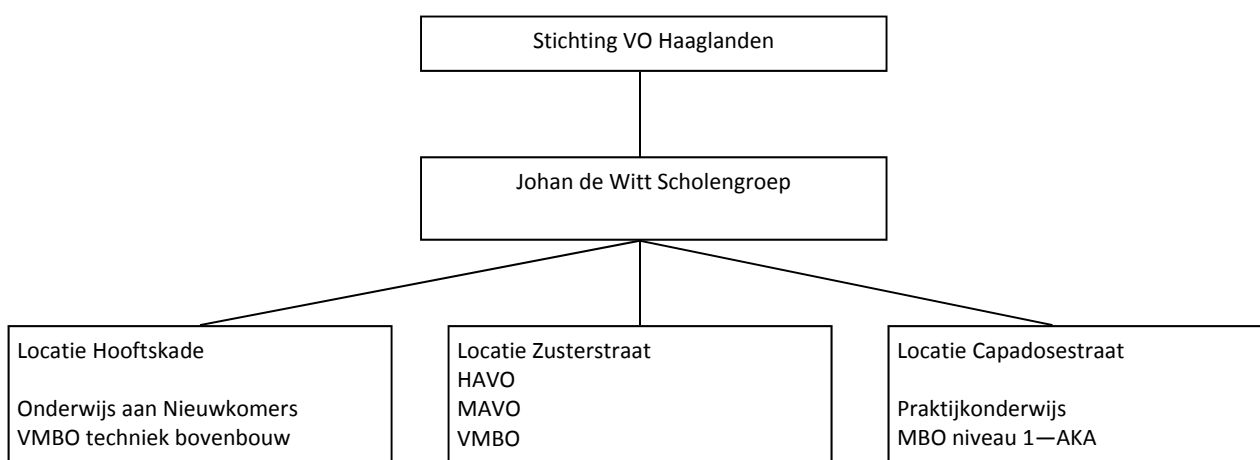 Stichting VO Haaglanden
Johan de Witt Scholengroep
Locatie Hooftskade
Onderwijs aan Nieuwkomers
VMBO techniek bovenbouw
Locatie Zusterstraat
HAVO
MAVO
VMBO
Locatie Capadosestraat
Praktijkonderwijs
MBO niveau 1—AKA